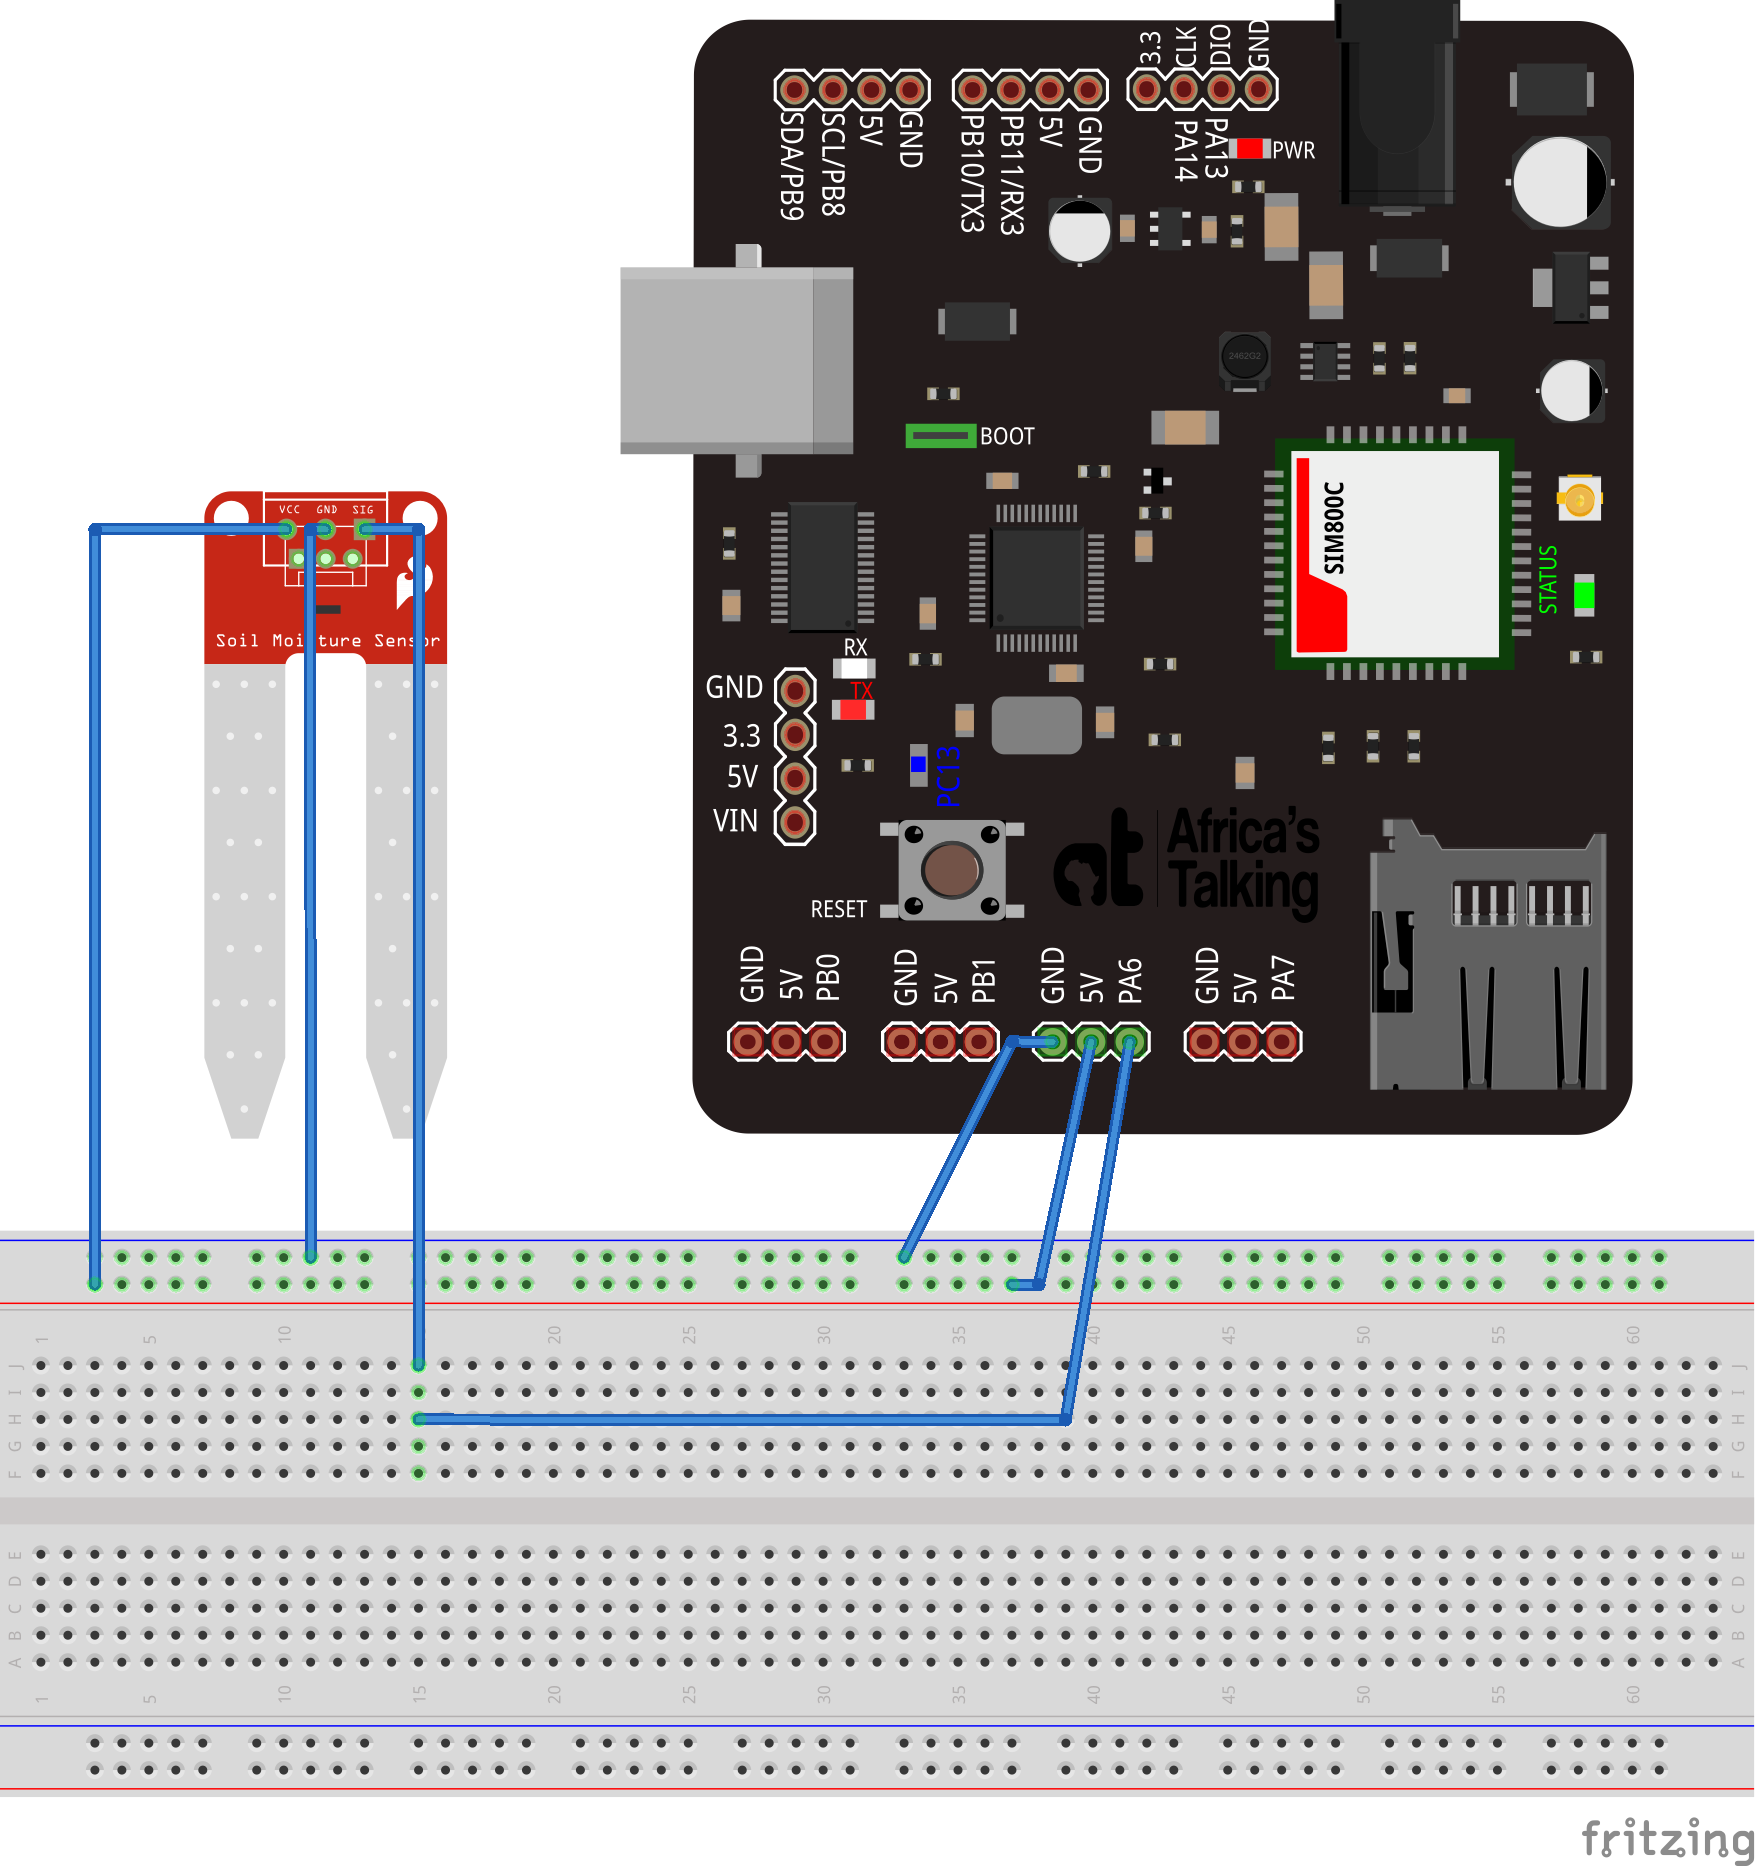 3.3 CLK DIO GND
SDA/PB9 SCL/PB8 5V GND
PB10/TX3 PB11/RX3 5V GND
PA14 PA13
PWR
2462G2
BOOT
VCC GND SIG
SIM800C
STATUS
Soil Mo ture Sens r
RX
TX
GND
3.3
5V
VIN
PC13
Africa's
Talking
at
RESET
GND 5V PB0
GND 5V PB1
GND 5V PA6
GND 5V PA7
1 5 10 20 25 30 35 40 45 50 55 60
J J
I I
H H
G G
F F
E E
D D
C C
B B
A A
1 5 10 15 20 25 30 35 40 45 50 55 60
fritzing